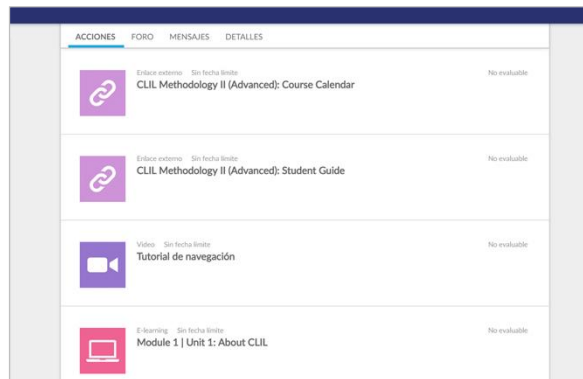 ACCIONES FORO MENSAJES DETALLES
Enlace externo Sin fecha límite No evaluable
CLIL Methodology II (Advanced): Course Calendar
Enlace externo Sin fecha límite No evaluable
CLIL Methodology II (Advanced): Student Guide
Vídeo Sin fecha límite No evaluable
Tutorial de navegación
E-learning Sin fecha límite No evaluable
Module 1 | Unit 1: About CLIL